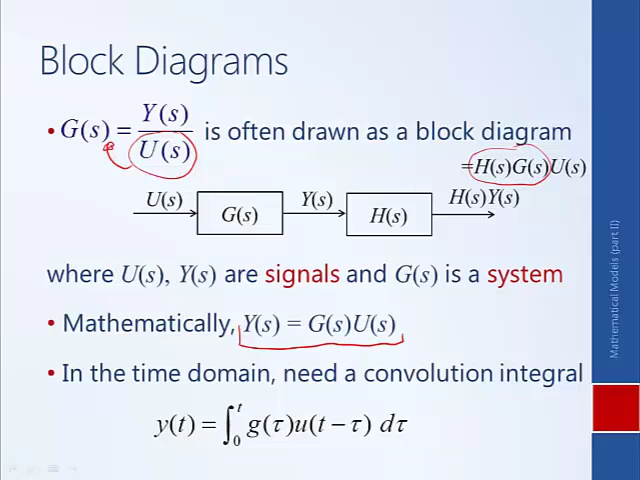 Block Diagrams
• G(s) = Y(s) / U(s) is often drawn as a block diagram
=H(s)G(s)U(s)
U(s) G(s) Y(s) H(s) H(s)Y(s)
where U(s), Y(s) are signals and G(s) is a system
• Mathematically, Y(s) = G(s)U(s)
• In the time domain, need a convolution integral
y(t) = ∫₀ᵗ g(τ)u(t − τ) dτ
Mathematical Models (part II)